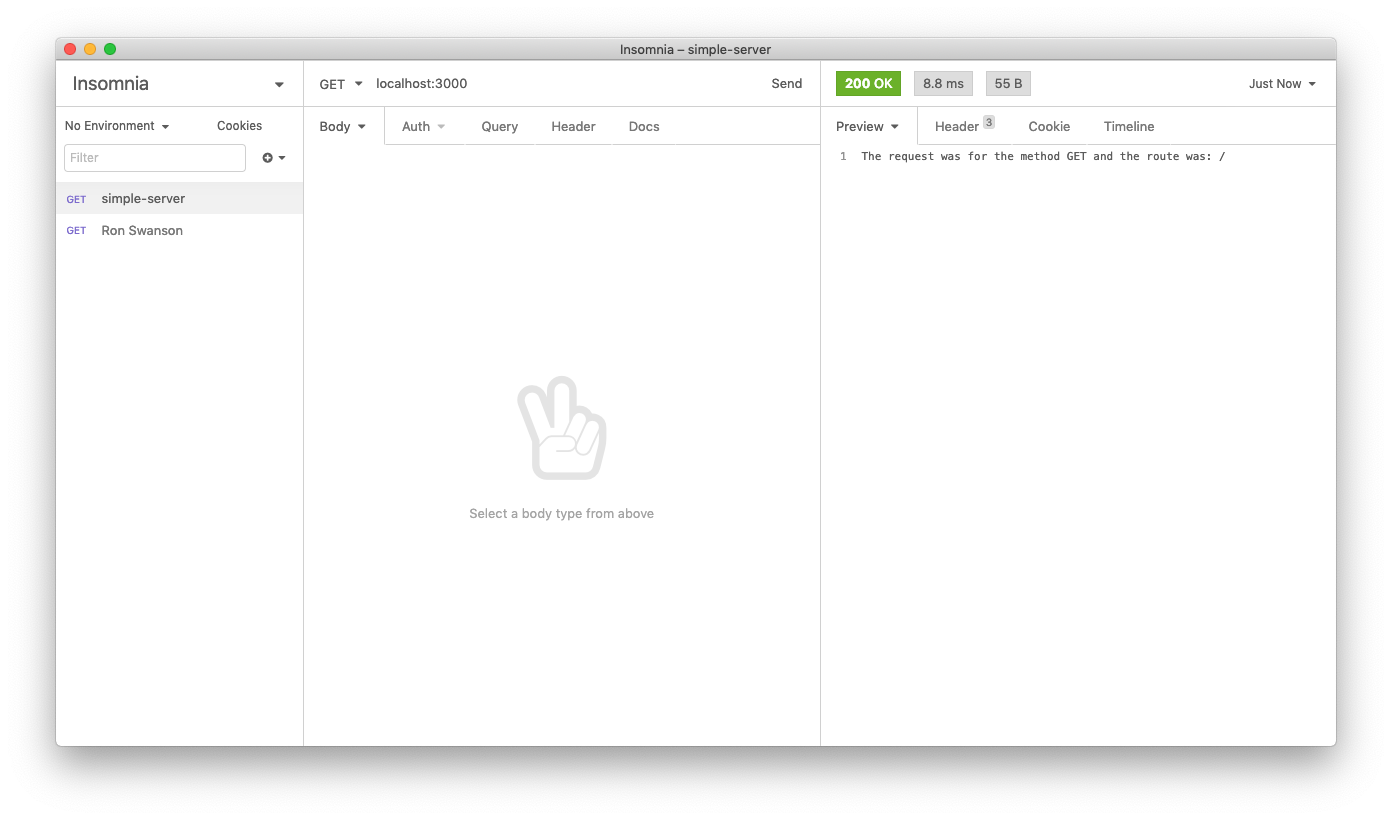 Insomnia – simple-server
Insomnia
GET localhost:3000 Send
200 OK 8.8 ms 55 B Just Now
No Environment Cookies
Body Auth Query Header Docs
Preview Header 3 Cookie Timeline
Filter
1 The request was for the method GET and the route was: /
GET simple-server
GET Ron Swanson
Select a body type from above